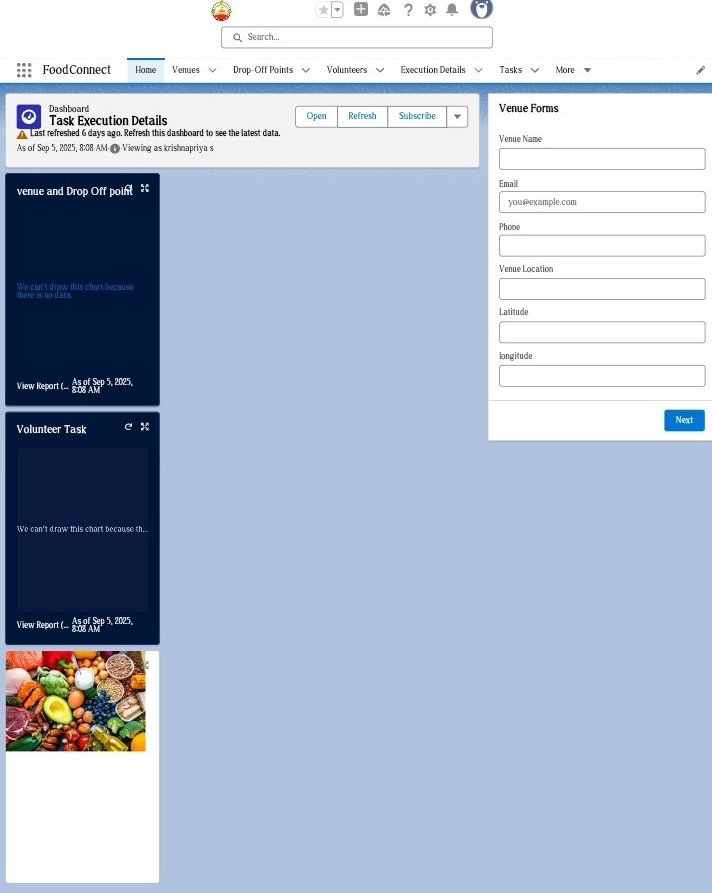 Search...
FoodConnect
Home
Venues
Drop-Off Points
Volunteers
Execution Details
Tasks
More
Dashboard
Task Execution Details
Last refreshed 6 days ago. Refresh this dashboard to see the latest data.
As of Sep 5, 2025, 8:08 AM·Viewing as krishnapriya s
Open
Refresh
Subscribe
venue and Drop Off point
We can't draw this chart because
there is no data.
View Report (...
As of Sep 5, 2025,
8:08 AM
Volunteer Task
We can't draw this chart because th...
View Report (...
As of Sep 5, 2025,
8:08 AM
Venue Forms
Venue Name
Email
you@example.com
Phone
Venue Location
Latitude
longitude
Next